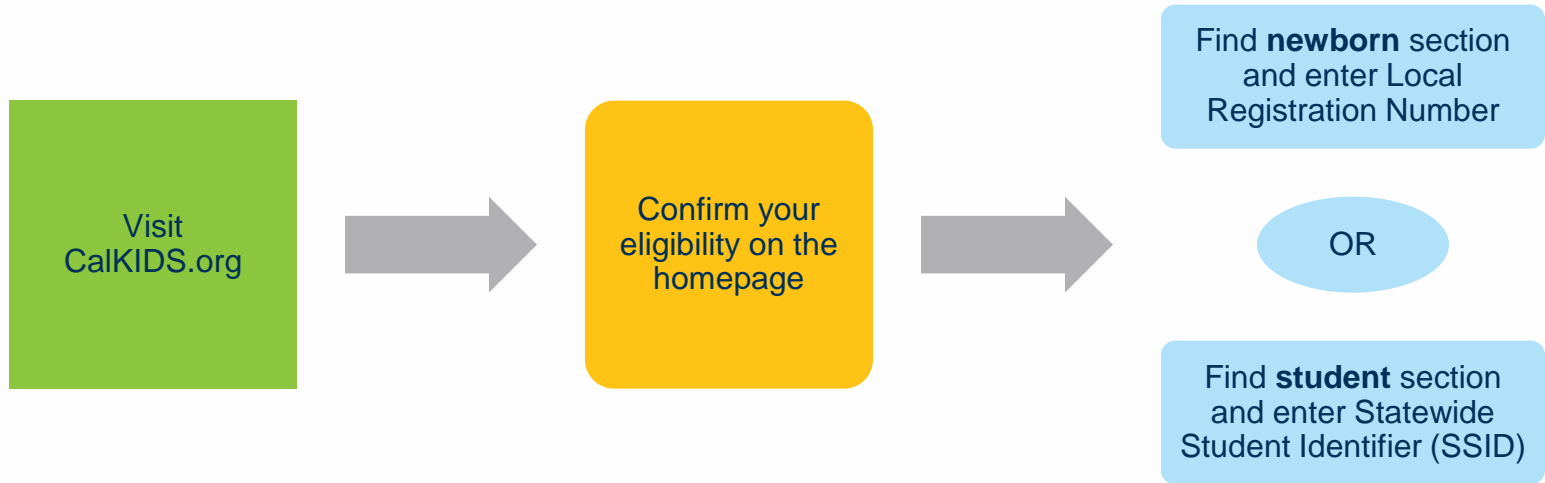 Visit
CalKIDS.org
Confirm your
eligibility on the
homepage
Find newborn section
and enter Local
Registration Number
OR
Find student section
and enter Statewide
Student Identifier (SSID)